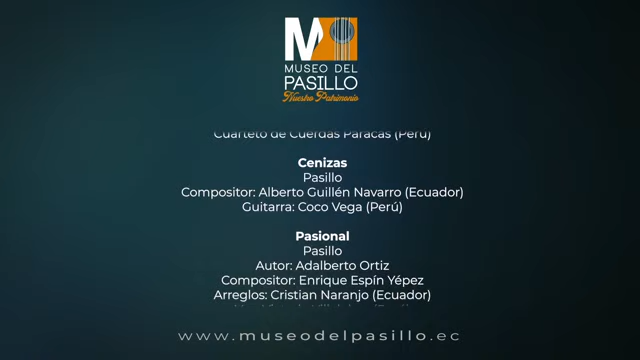 M
MUSEO DEL
PASILLO
Nuestro Patrimonio
Cuarteto de Cuerdas Paracas (Perú)
Cenizas
Pasillo
Compositor: Alberto Guillén Navarro (Ecuador)
Guitarra: Coco Vega (Perú)
Pasional
Pasillo
Autor: Adalberto Ortiz
Compositor: Enrique Espín Yépez
Arreglos: Cristian Naranjo (Ecuador)
www.museodelpasillo.ec